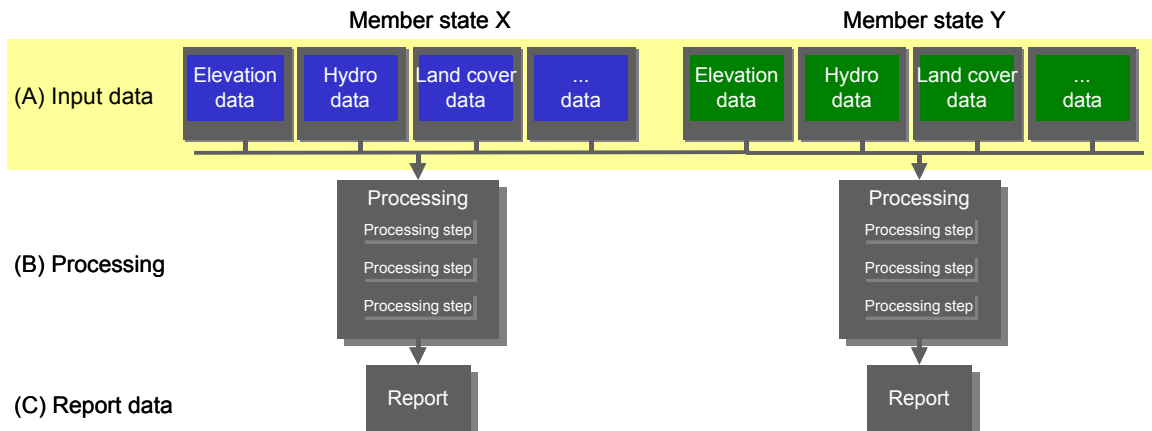 Member state X
Member state Y
(A) Input data
Elevation
data
Hydro
data
Land cover
data
...
data
Elevation
data
Hydro
data
Land cover
data
...
data
(B) Processing
Processing
Processing step
Processing step
Processing step
Processing
Processing step
Processing step
Processing step
(C) Report data
Report
Report